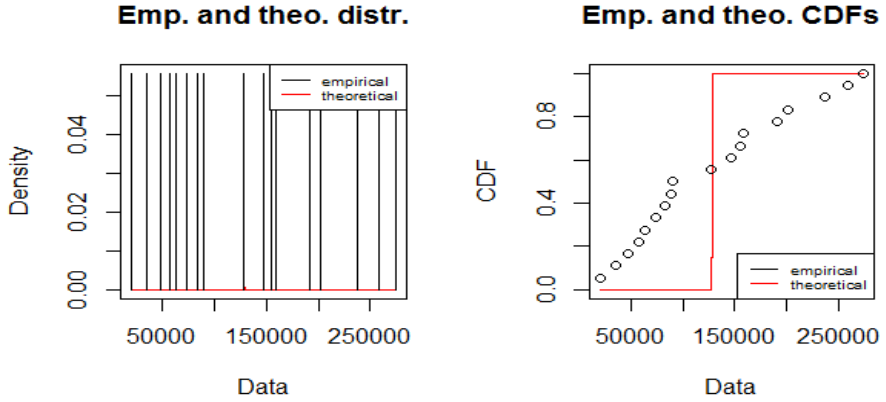 Emp. and theo. distr.
empirical
theoretical
Density
0.00
0.02
0.04
50000
150000
250000
Data
Emp. and theo. CDFs
CDF
0.0
0.4
0.8
empirical
theoretical
50000
150000
250000
Data